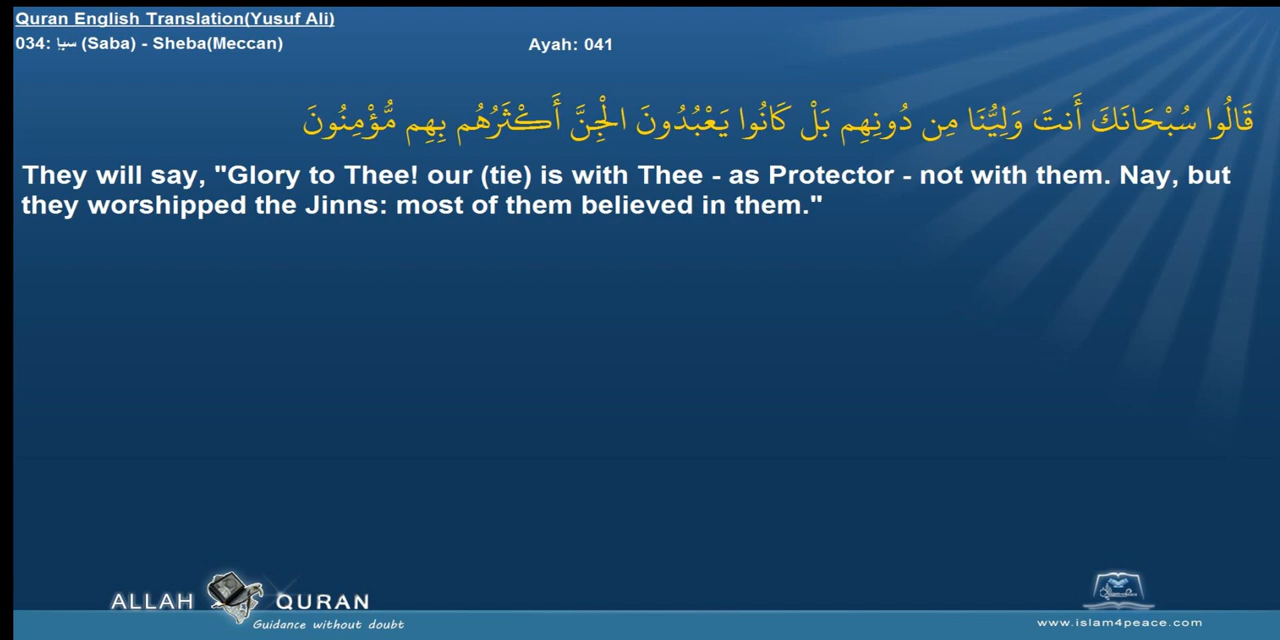 Quran English Translation(Yusuf Ali)
034: سبإ (Saba) - Sheba(Meccan) Ayah: 041
قَالُوا سُبْحَانَكَ أَنتَ وَلِيُّنَا مِن دُونِهِم بَلْ كَانُوا يَعْبُدُونَ الْجِنَّ أَكْثَرُهُم بِهِم مُّؤْمِنُونَ
They will say, "Glory to Thee! our (tie) is with Thee - as Protector - not with them. Nay, but
they worshipped the Jinns: most of them believed in them."
ALLAH QURAN
Guidance without doubt
www.islam4peace.com